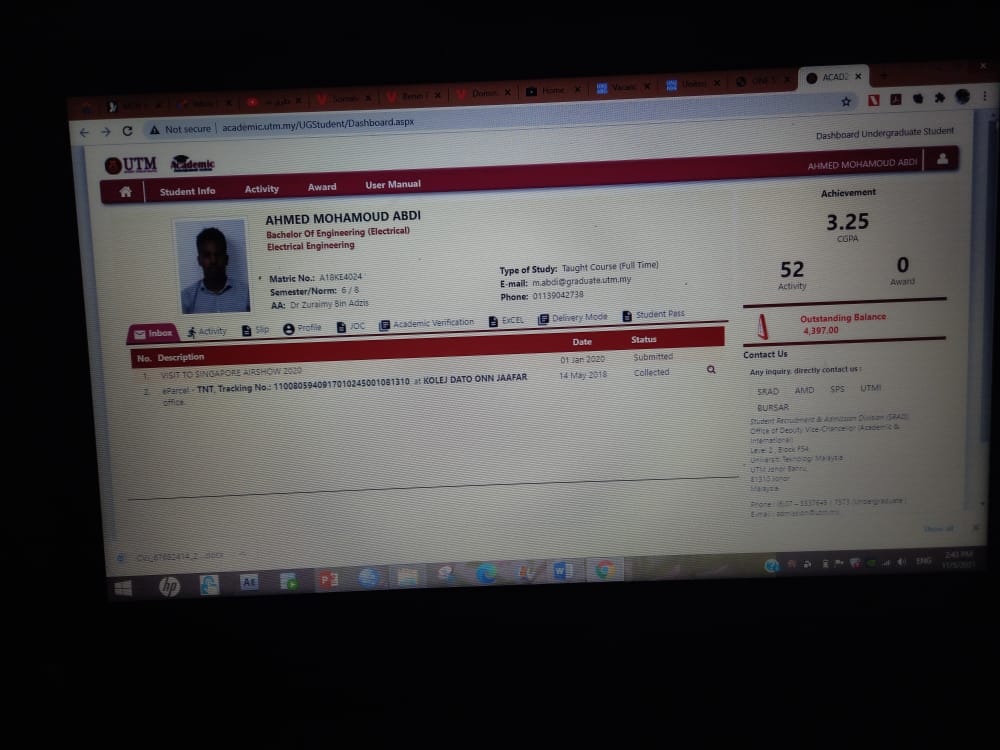 Home
Vacanc
United
ONE S
ACAD2
Not secure | academic.utm.my/UGStudent/Dashboard.aspx
Dashboard Undergraduate Student
UTM Academic
Student Info Activity Award User Manual AHMED MOHAMOUD ABDI
AHMED MOHAMOUD ABDI
Bachelor Of Engineering (Electrical)
Electrical Engineering
Matric No.: A18KE4024
Semester/Norm: 6 / 8
AA: Dr Zuraimy Bin Adzis
Type of Study: Taught Course (Full Time)
E-mail: m.abdi@graduate.utm.my
Phone: 01139042738
Achievement
3.25
CGPA
52
Activity
0
Award
Outstanding Balance
4,397.00
Inbox Activity Slip Profile JOC Academic Verification ExCEL Delivery Mode Student Pass
No. Description Date Status
1. VISIT TO SINGAPORE AIRSHOW 2020 01 Jan 2020 Submitted
2. eParcel - TNT, Tracking No.: 1100805940917010245001081310 at KOLEJ DATO ONN JAAFAR 14 May 2018 Collected
office.
Contact Us
Any inquiry, directly contact us :
SRAD AMD SPS UTMI
BURSAR
Student Recruitment & Admission Division (SRAD)
Office of Deputy Vice-Chancellor (Academic &
International)
Level 2, Block F54,
Universiti Teknologi Malaysia
UTM Johor Bahru,
81310 Johor
Malaysia
E-mail : admission@utm.my
Show all
hp
ENG
2:40 PM